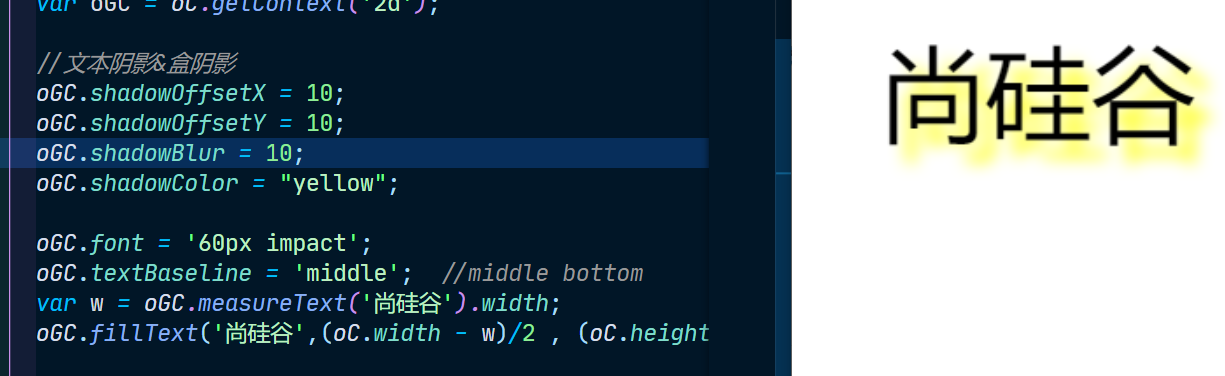 var oGC = oC.getContext('2d');
//文本阴影&盒阴影
oGC.shadowOffsetX = 10;
oGC.shadowOffsetY = 10;
oGC.shadowBlur = 10;
oGC.shadowColor = "yellow";
oGC.font = '60px impact';
oGC.textBaseline = 'middle';  //middle bottom
var w = oGC.measureText('尚硅谷').width;
oGC.fillText('尚硅谷',(oC.width - w)/2 , (oC.height
尚硅谷